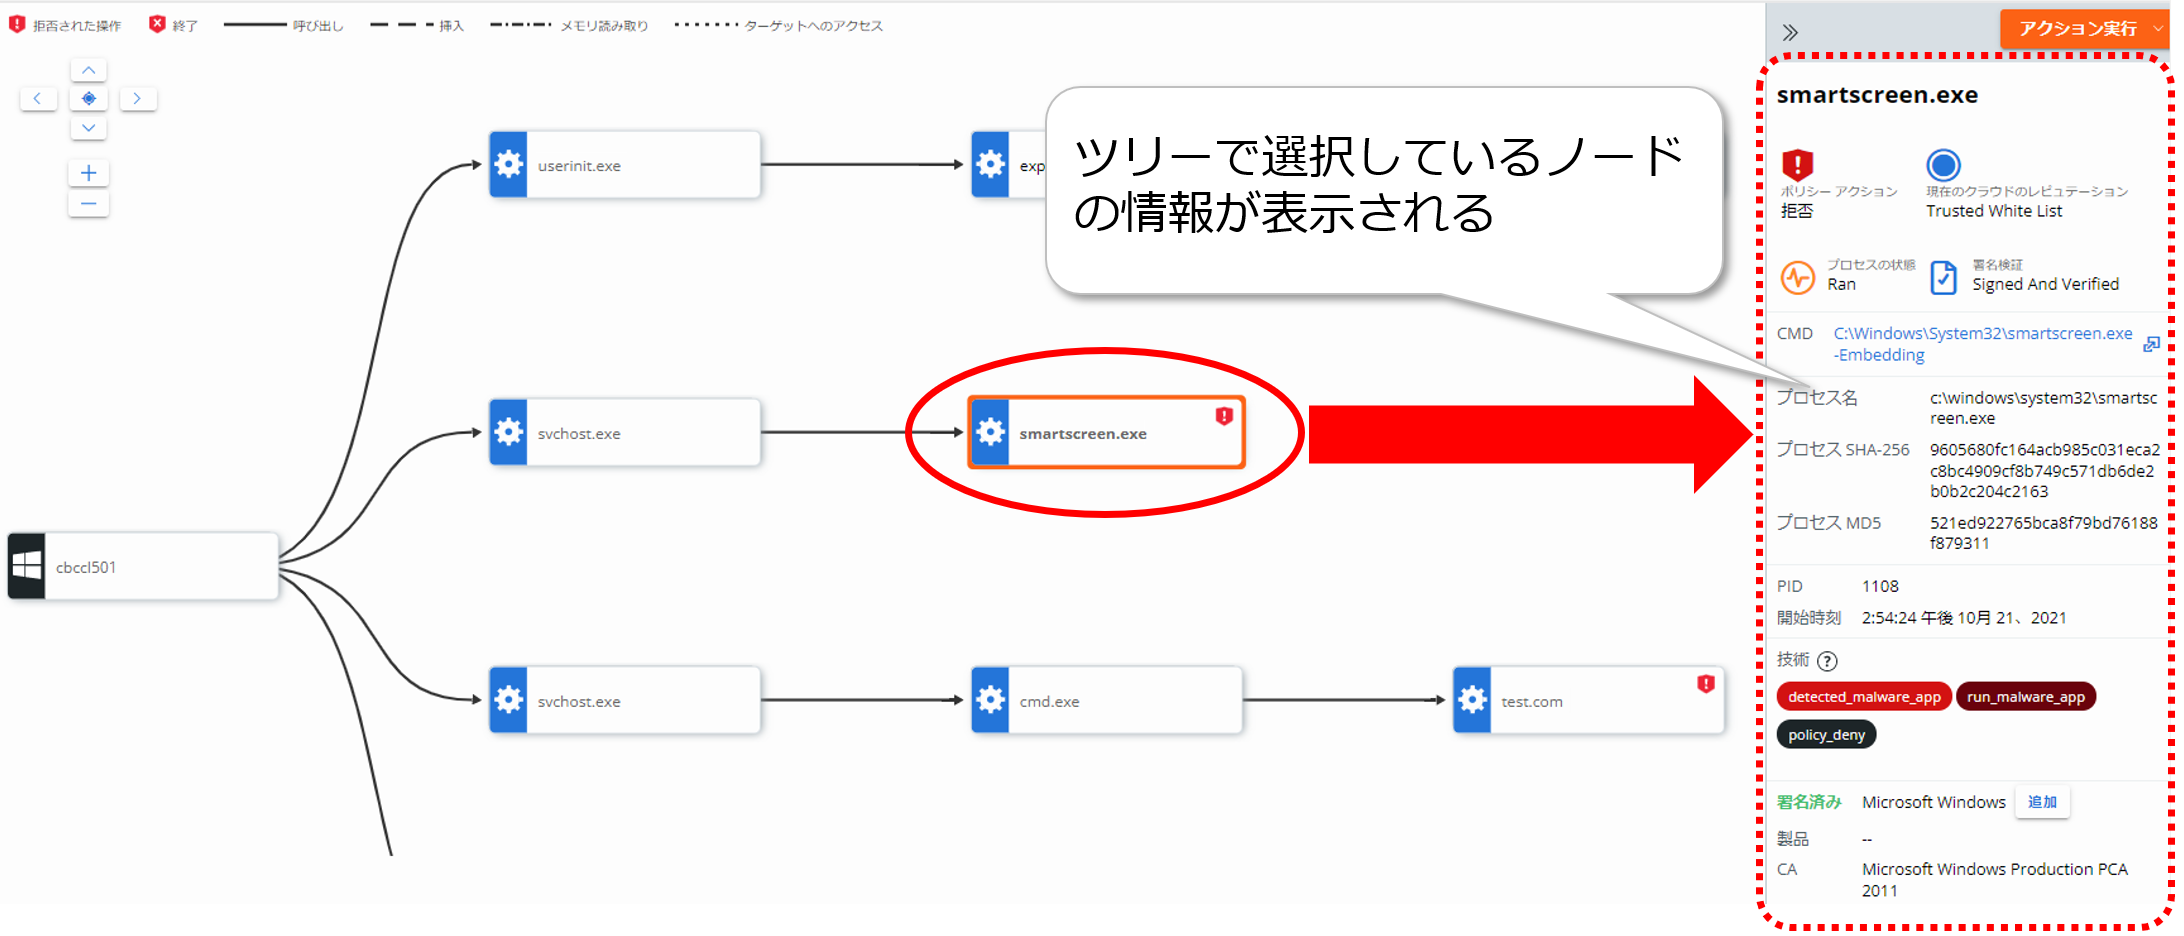 拒否された操作 終了 呼び出し 挿入 メモリ読み取り ターゲットへのアクセス
アクション実行
smartscreen.exe
ツリーで選択しているノード
の情報が表示される
ポリシー アクション
拒否
現在のクラウドのレピュテーション
Trusted White List
プロセスの状態
Ran
署名検証
Signed And Verified
CMD C:\Windows\System32\smartscreen.exe
-Embedding
プロセス名 c:\windows\system32\smartsc
reen.exe
プロセス SHA-256 9605680fc164acb985c031eca2
c8bc4909cf8b749c571db6de2
b0b2c204c2163
プロセス MD5 521ed922765bca8f79bd76188
f879311
PID 1108
開始時刻 2:54:24 午後 10月 21、2021
技術 ?
detected_malware_app run_malware_app
policy_deny
署名済み Microsoft Windows 追加
製品 --
CA Microsoft Windows Production PCA
2011
userinit.exe exp
svchost.exe smartscreen.exe
cbccl501
svchost.exe cmd.exe test.com